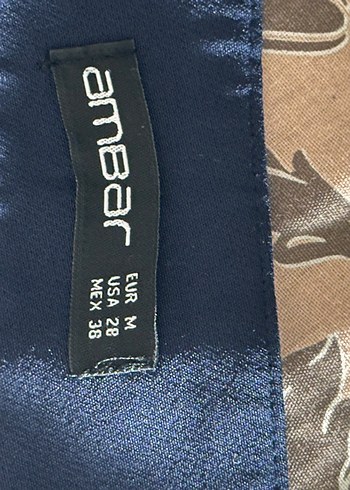 amBar
EUR M
USA 28
MEX 38